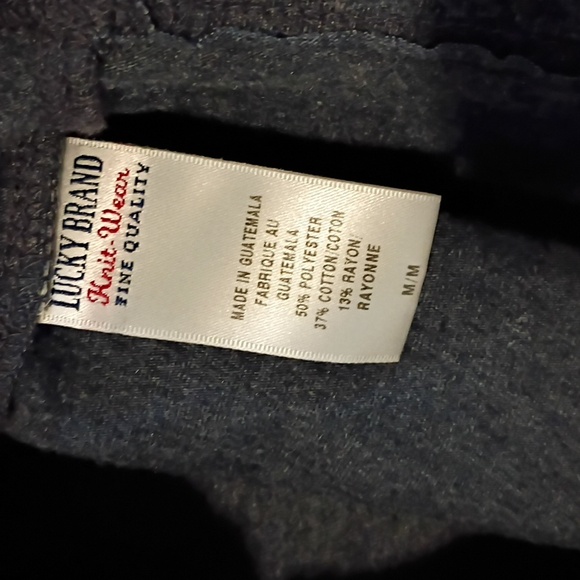 LUCKY BRAND
Knit-Wear
FINE QUALITY
MADE IN GUATEMALA
FABRIQUE AU
GUATEMALA
50% POLYESTER
37% COTTON/COTON
13% RAYON/
RAYONNE
M/M